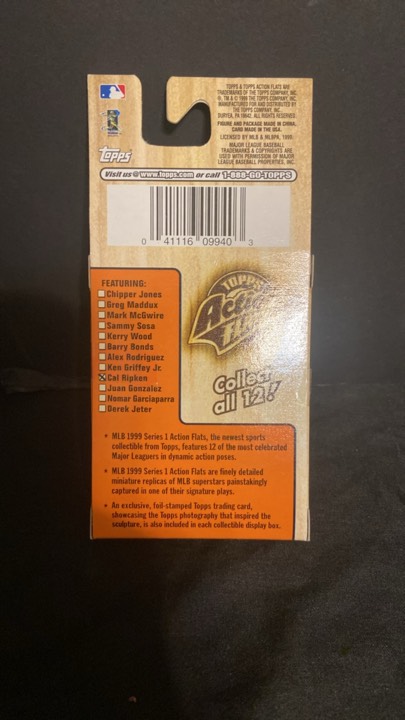 TOPPS & TOPPS ACTION FLATS ARE
TRADEMARKS OF THE TOPPS COMPANY, INC.
®, TM & © 1999 THE TOPPS COMPANY, INC.
MANUFACTURED FOR AND DISTRIBUTED BY
THE TOPPS COMPANY, INC.
DURYEA, PA 18642. ALL RIGHTS RESERVED.
FIGURE AND PACKAGE MADE IN CHINA.
CARD MADE IN THE USA.
LICENSED BY MLB & MLBPA, 1999.
MAJOR LEAGUE BASEBALL
TRADEMARKS & COPYRIGHTS ARE
USED WITH PERMISSION OF MAJOR
LEAGUE BASEBALL PROPERTIES, INC.
Topps
Visit us @ www.topps.com or call 1-888-GO-TOPPS
0 41116 09940 3
FEATURING:
Chipper Jones
Greg Maddux
Mark McGwire
Sammy Sosa
Kerry Wood
Barry Bonds
Alex Rodriguez
Ken Griffey Jr.
Cal Ripken
Juan Gonzalez
Nomar Garciaparra
Derek Jeter
TOPPS
Action
Flats
Collect
all 12!
• MLB 1999 Series 1 Action Flats, the newest sports
collectible from Topps, features 12 of the most celebrated
Major Leaguers in dynamic action poses.
• MLB 1999 Series 1 Action Flats are finely detailed
miniature replicas of MLB superstars painstakingly
captured in one of their signature plays.
• An exclusive, foil-stamped Topps trading card,
showcasing the Topps photography that inspired the
sculpture, is also included in each collectible display box.